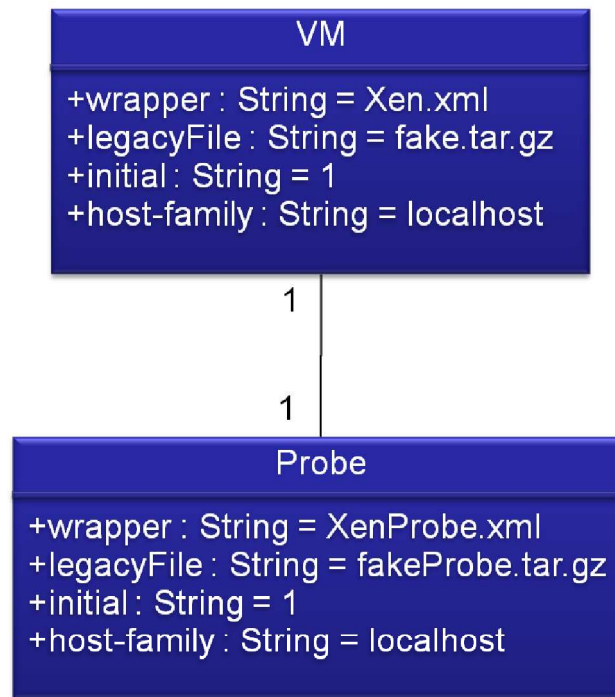 VM
+wrapper : String = Xen.xml
+legacyFile : String = fake.tar.gz
+initial : String = 1
+host-family : String = localhost
1
1
Probe
+wrapper : String = XenProbe.xml
+legacyFile : String = fakeProbe.tar.gz
+initial : String = 1
+host-family : String = localhost